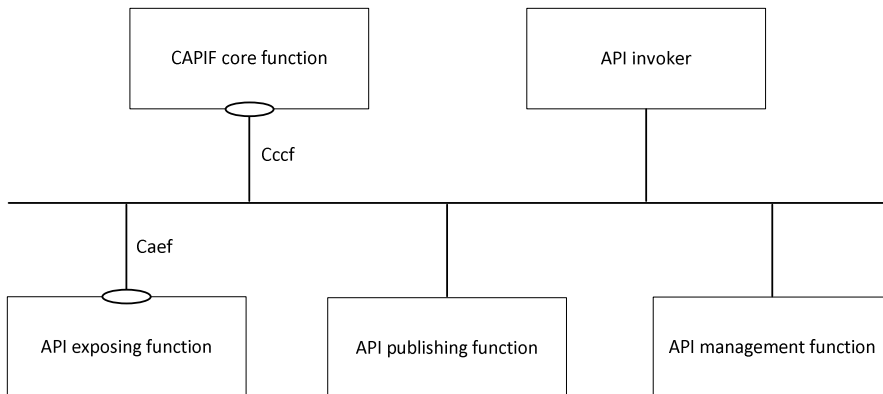 CAPIF core function
API invoker
Cccf
Caef
API exposing function
API publishing function
API management function